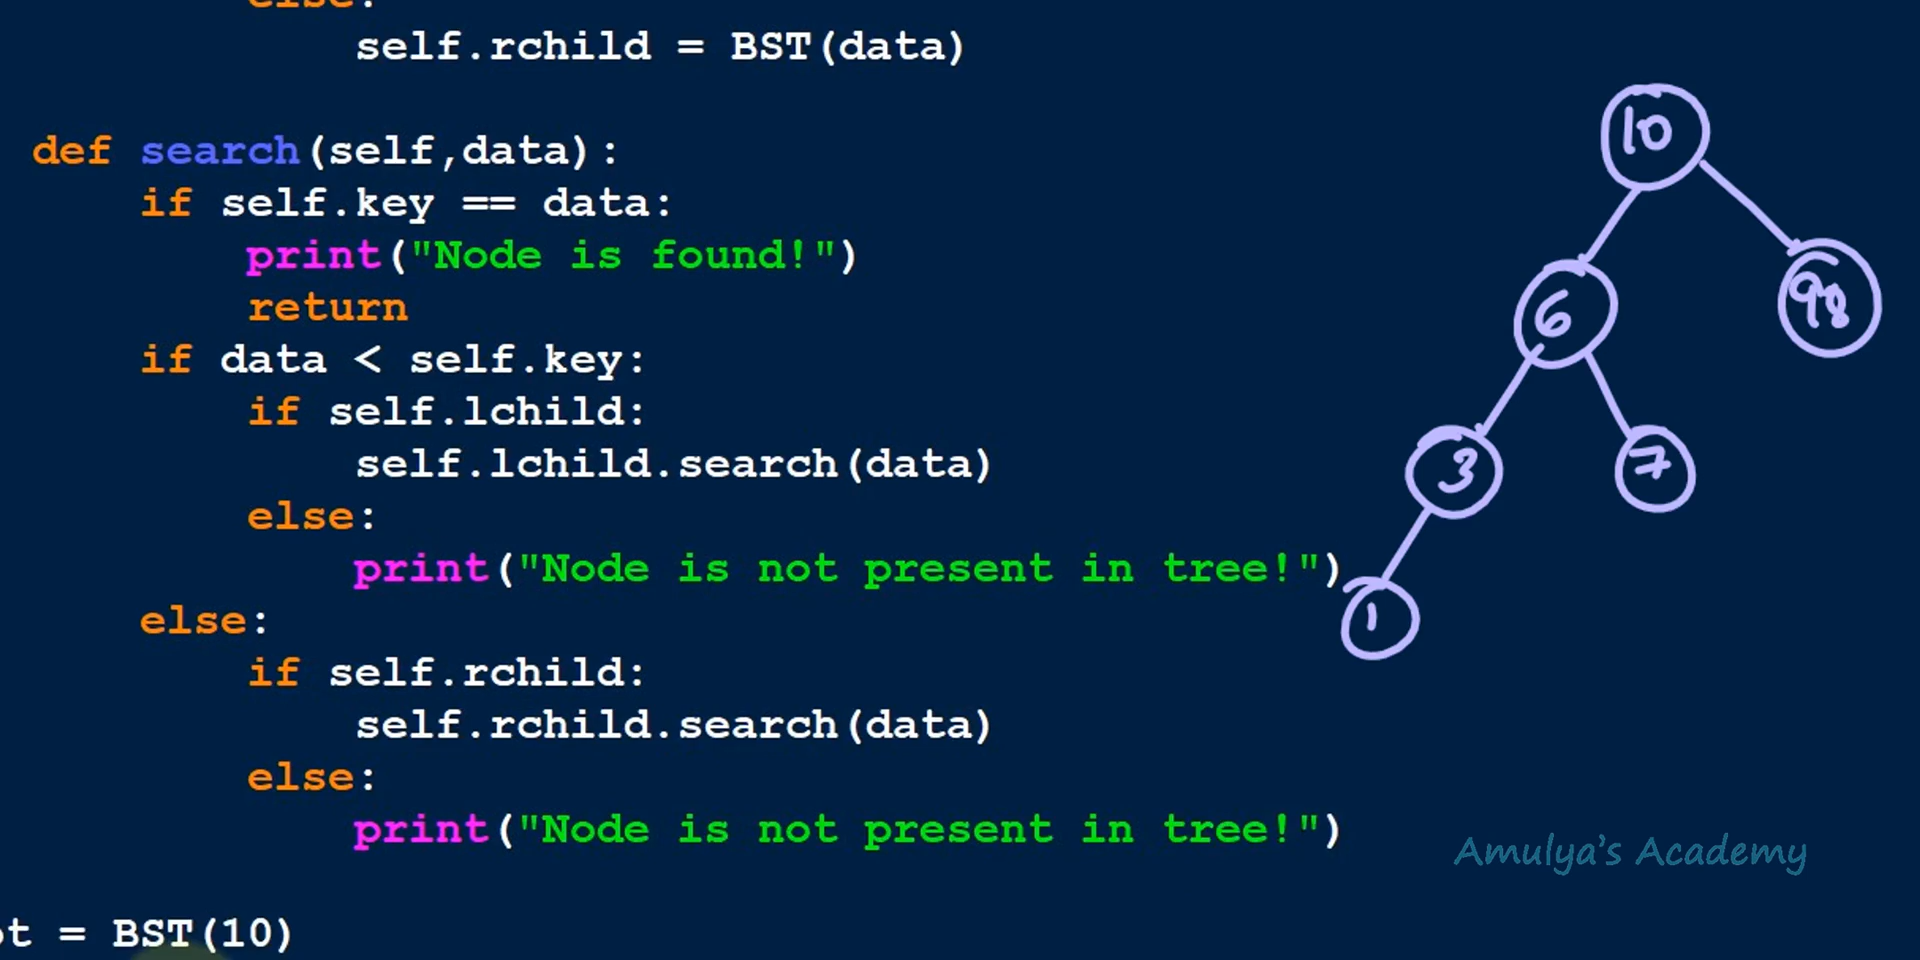 else:
self.rchild = BST(data)
def search(self,data):
if self.key == data:
print("Node is found!")
return
if data < self.key:
if self.lchild:
self.lchild.search(data)
else:
print("Node is not present in tree!")
else:
if self.rchild:
self.rchild.search(data)
else:
print("Node is not present in tree!")
ot = BST(10)
10
6
98
3
7
1
Amulya's Academy